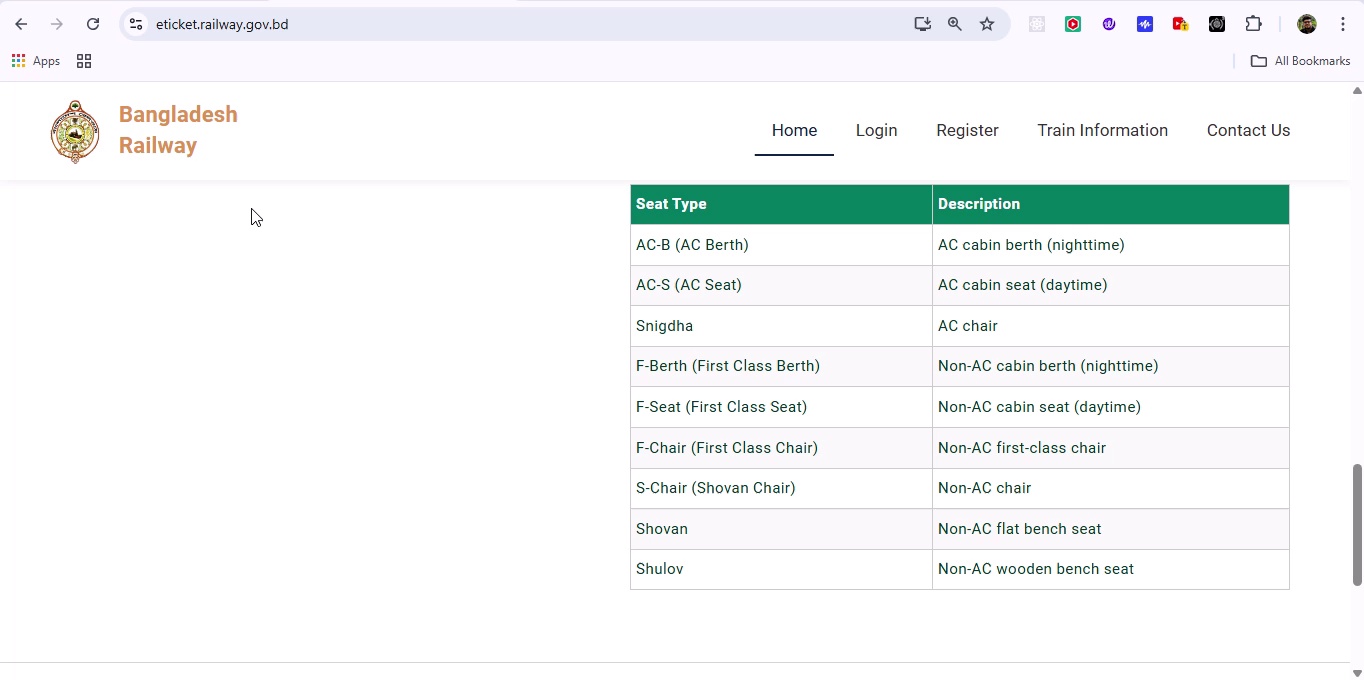 eticket.railway.gov.bd
Apps
All Bookmarks
Bangladesh
Railway
Home Login Register Train Information Contact Us
Seat Type Description
AC-B (AC Berth) AC cabin berth (nighttime)
AC-S (AC Seat) AC cabin seat (daytime)
Snigdha AC chair
F-Berth (First Class Berth) Non-AC cabin berth (nighttime)
F-Seat (First Class Seat) Non-AC cabin seat (daytime)
F-Chair (First Class Chair) Non-AC first-class chair
S-Chair (Shovan Chair) Non-AC chair
Shovan Non-AC flat bench seat
Shulov Non-AC wooden bench seat